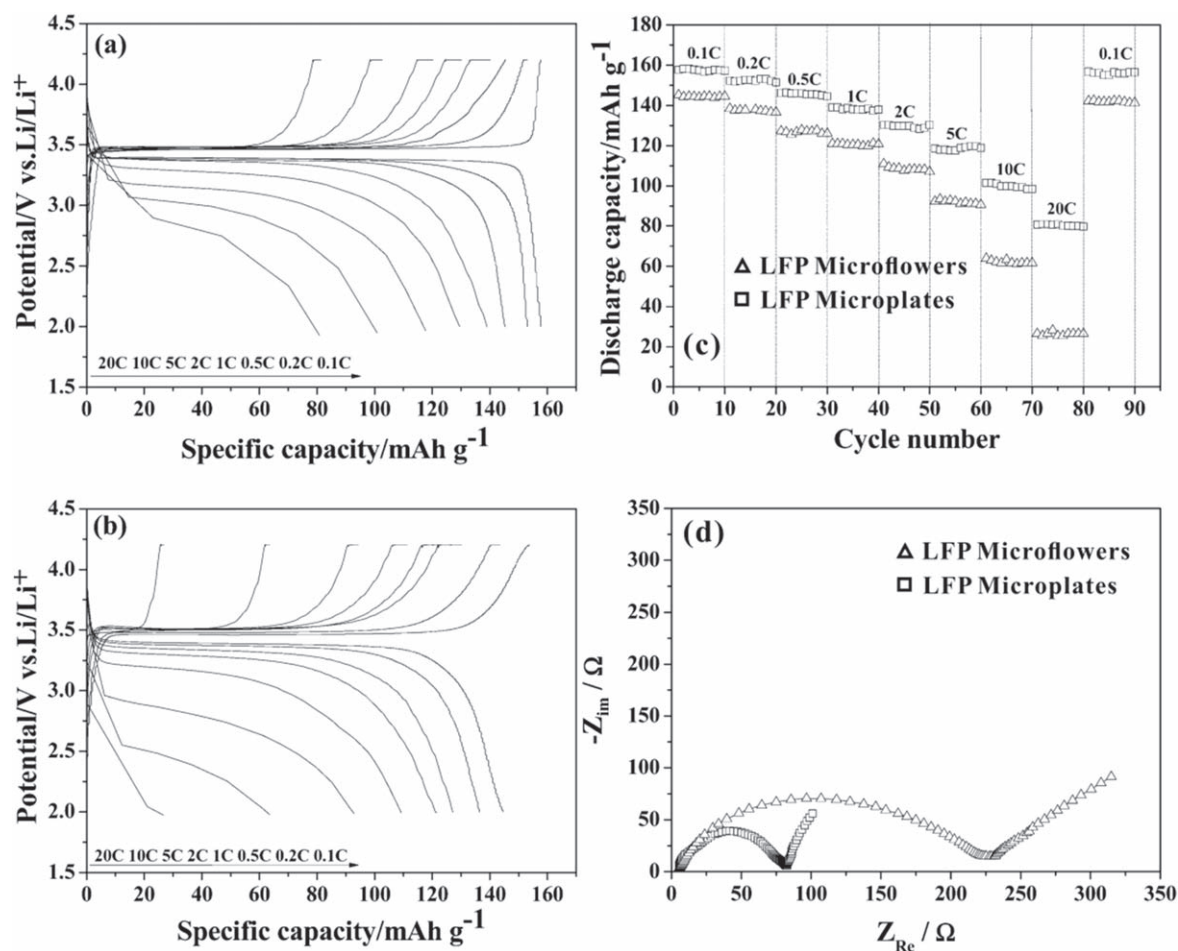 (a)
4.5
4.0
3.5
3.0
2.5
2.0
1.5
Potential/V vs.Li/Li+
20C 10C 5C 2C 1C 0.5C 0.2C 0.1C
0 20 40 60 80 100 120 140 160
Specific capacity/mAh g-1
(b)
4.5
4.0
3.5
3.0
2.5
2.0
1.5
Potential/V vs.Li/Li+
20C 10C 5C 2C 1C 0.5C 0.2C 0.1C
0 20 40 60 80 100 120 140 160
Specific capacity/mAh g-1
180
160
140
120
100
80
60
40
20
0
Discharge capacity/mAh g-1
0.1C
0.2C
0.5C
1C
2C
5C
10C
20C
0.1C
LFP Microflowers
LFP Microplates
(c)
0 10 20 30 40 50 60 70 80 90 100
Cycle number
350
300
250
200
150
100
50
0
-Zim / Ω
(d)
LFP Microflowers
LFP Microplates
0 50 100 150 200 250 300 350
ZRe / Ω